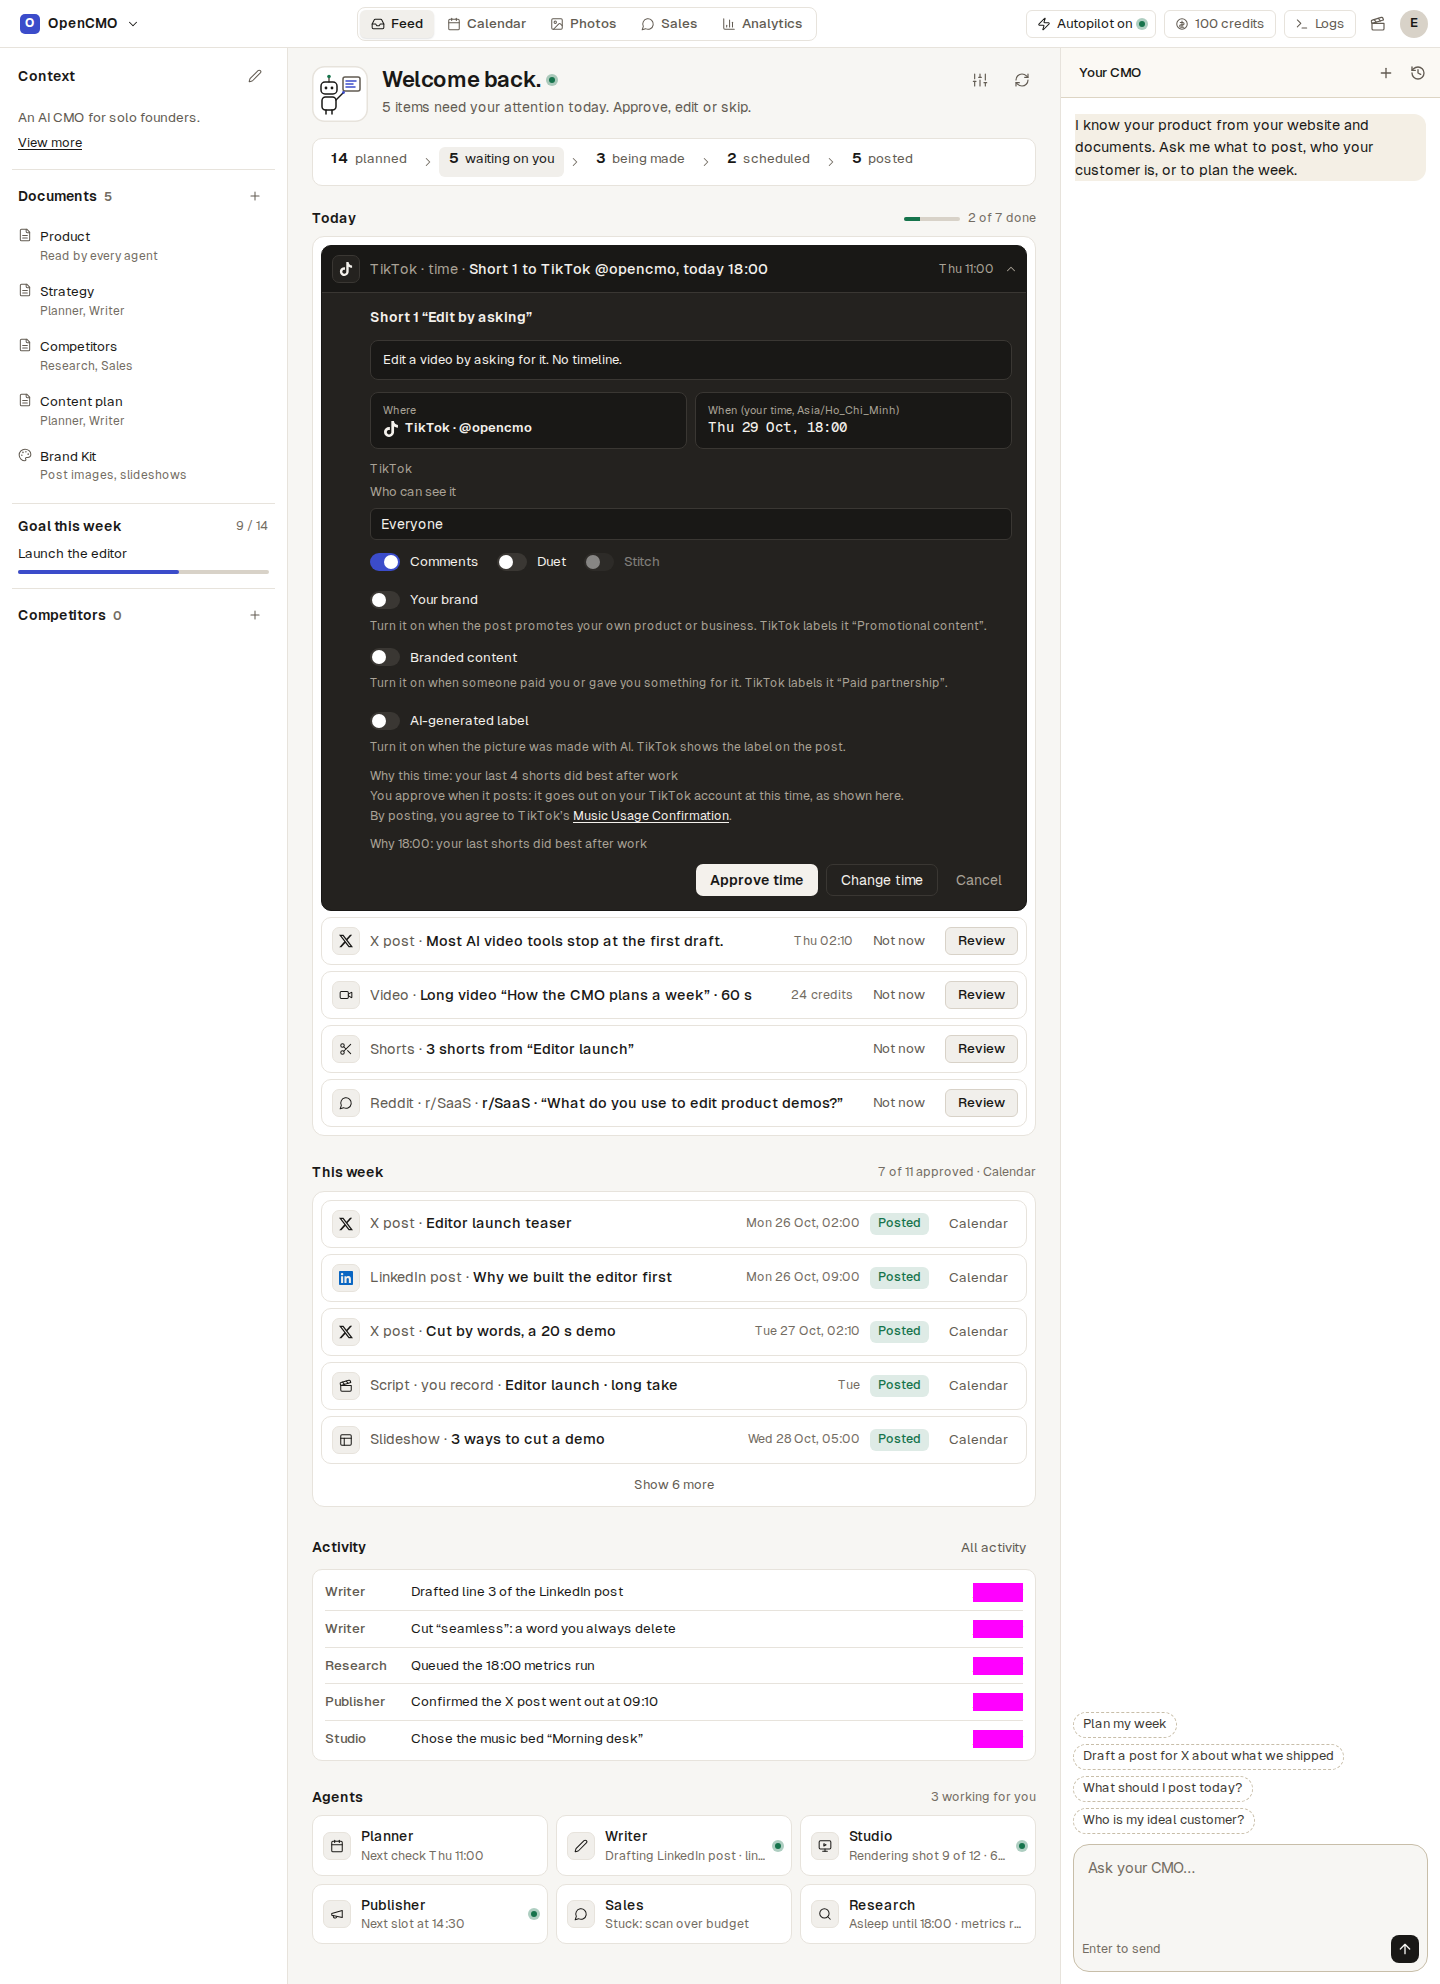 O OpenCMO
Feed
Calendar
Photos
Sales
Analytics
Autopilot on
100 credits
Logs
E
Context
An AI CMO for solo founders.
View more
Documents 5
Product
Read by every agent
Strategy
Planner, Writer
Competitors
Research, Sales
Content plan
Planner, Writer
Brand Kit
Post images, slideshows
Goal this week 9 / 14
Launch the editor
Competitors 0
Welcome back.
5 items need your attention today. Approve, edit or skip.
14 planned
5 waiting on you
3 being made
2 scheduled
5 posted
Today
2 of 7 done
TikTok · time · Short 1 to TikTok @opencmo, today 18:00
Thu 11:00
Short 1 “Edit by asking”
Edit a video by asking for it. No timeline.
Where
TikTok · @opencmo
When (your time, Asia/Ho_Chi_Minh)
Thu 29 Oct, 18:00
TikTok
Who can see it
Everyone
Comments
Duet
Stitch
Your brand
Turn it on when the post promotes your own product or business. TikTok labels it “Promotional content”.
Branded content
Turn it on when someone paid you or gave you something for it. TikTok labels it “Paid partnership”.
AI-generated label
Turn it on when the picture was made with AI. TikTok shows the label on the post.
Why this time: your last 4 shorts did best after work
You approve when it posts: it goes out on your TikTok account at this time, as shown here.
By posting, you agree to TikTok's Music Usage Confirmation.
Why 18:00: your last shorts did best after work
Approve time
Change time
Cancel
X post · Most AI video tools stop at the first draft. Thu 02:10 Not now Review
Video · Long video “How the CMO plans a week” · 60 s 24 credits Not now Review
Shorts · 3 shorts from “Editor launch” Not now Review
Reddit · r/SaaS · r/SaaS · “What do you use to edit product demos?” Not now Review
This week
7 of 11 approved · Calendar
X post · Editor launch teaser Mon 26 Oct, 02:00 Posted Calendar
LinkedIn post · Why we built the editor first Mon 26 Oct, 09:00 Posted Calendar
X post · Cut by words, a 20 s demo Tue 27 Oct, 02:10 Posted Calendar
Script · you record · Editor launch · long take Tue Posted Calendar
Slideshow · 3 ways to cut a demo Wed 28 Oct, 05:00 Posted Calendar
Show 6 more
Activity
All activity
Writer Drafted line 3 of the LinkedIn post
Writer Cut “seamless”: a word you always delete
Research Queued the 18:00 metrics run
Publisher Confirmed the X post went out at 09:10
Studio Chose the music bed “Morning desk”
Agents
3 working for you
Planner
Next check Thu 11:00
Writer
Drafting LinkedIn post · lin…
Studio
Rendering shot 9 of 12 · 6…
Publisher
Next slot at 14:30
Sales
Stuck: scan over budget
Research
Asleep until 18:00 · metrics r…
Your CMO
I know your product from your website and
documents. Ask me what to post, who your
customer is, or to plan the week.
Plan my week
Draft a post for X about what we shipped
What should I post today?
Who is my ideal customer?
Ask your CMO...
Enter to send